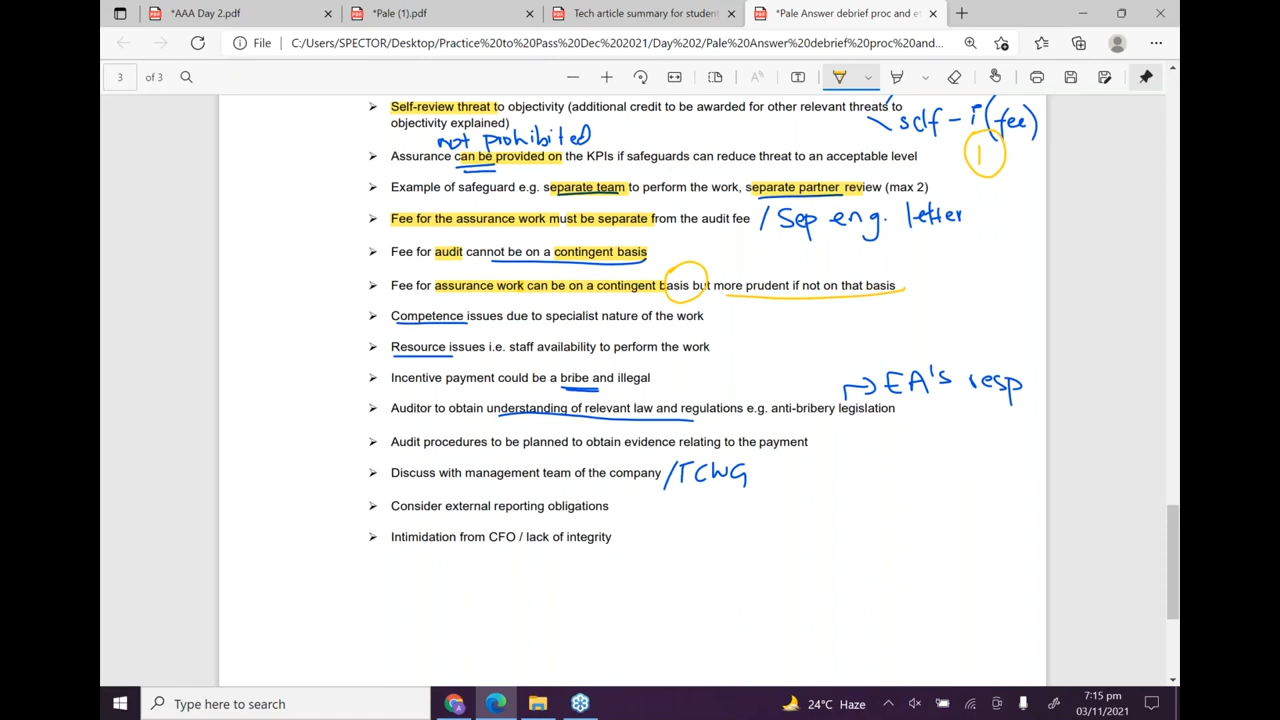 *AAA Day 2.pdf
*Pale (1).pdf
Tech article summary for student
*Pale Answer debrief proc and et
File C:/Users/SPECTOR/Desktop/Practice%20to%20Pass%20Dec%202021/Day%202/Pale%20Answer%20debrief%20proc%20and...
3 of 3
Self-review threat to objectivity (additional credit to be awarded for other relevant threats to
objectivity explained)
self - i (fee)
not prohibited
1
Assurance can be provided on the KPIs if safeguards can reduce threat to an acceptable level
Example of safeguard e.g. separate team to perform the work, separate partner review (max 2)
Fee for the assurance work must be separate from the audit fee / Sep eng. letter
Fee for audit cannot be on a contingent basis
Fee for assurance work can be on a contingent basis but more prudent if not on that basis
Competence issues due to specialist nature of the work
Resource issues i.e. staff availability to perform the work
Incentive payment could be a bribe and illegal
EA's resp
Auditor to obtain understanding of relevant law and regulations e.g. anti-bribery legislation
Audit procedures to be planned to obtain evidence relating to the payment
Discuss with management team of the company /TCWG
Consider external reporting obligations
Intimidation from CFO / lack of integrity
Type here to search
24°C Haze
7:15 pm
03/11/2021